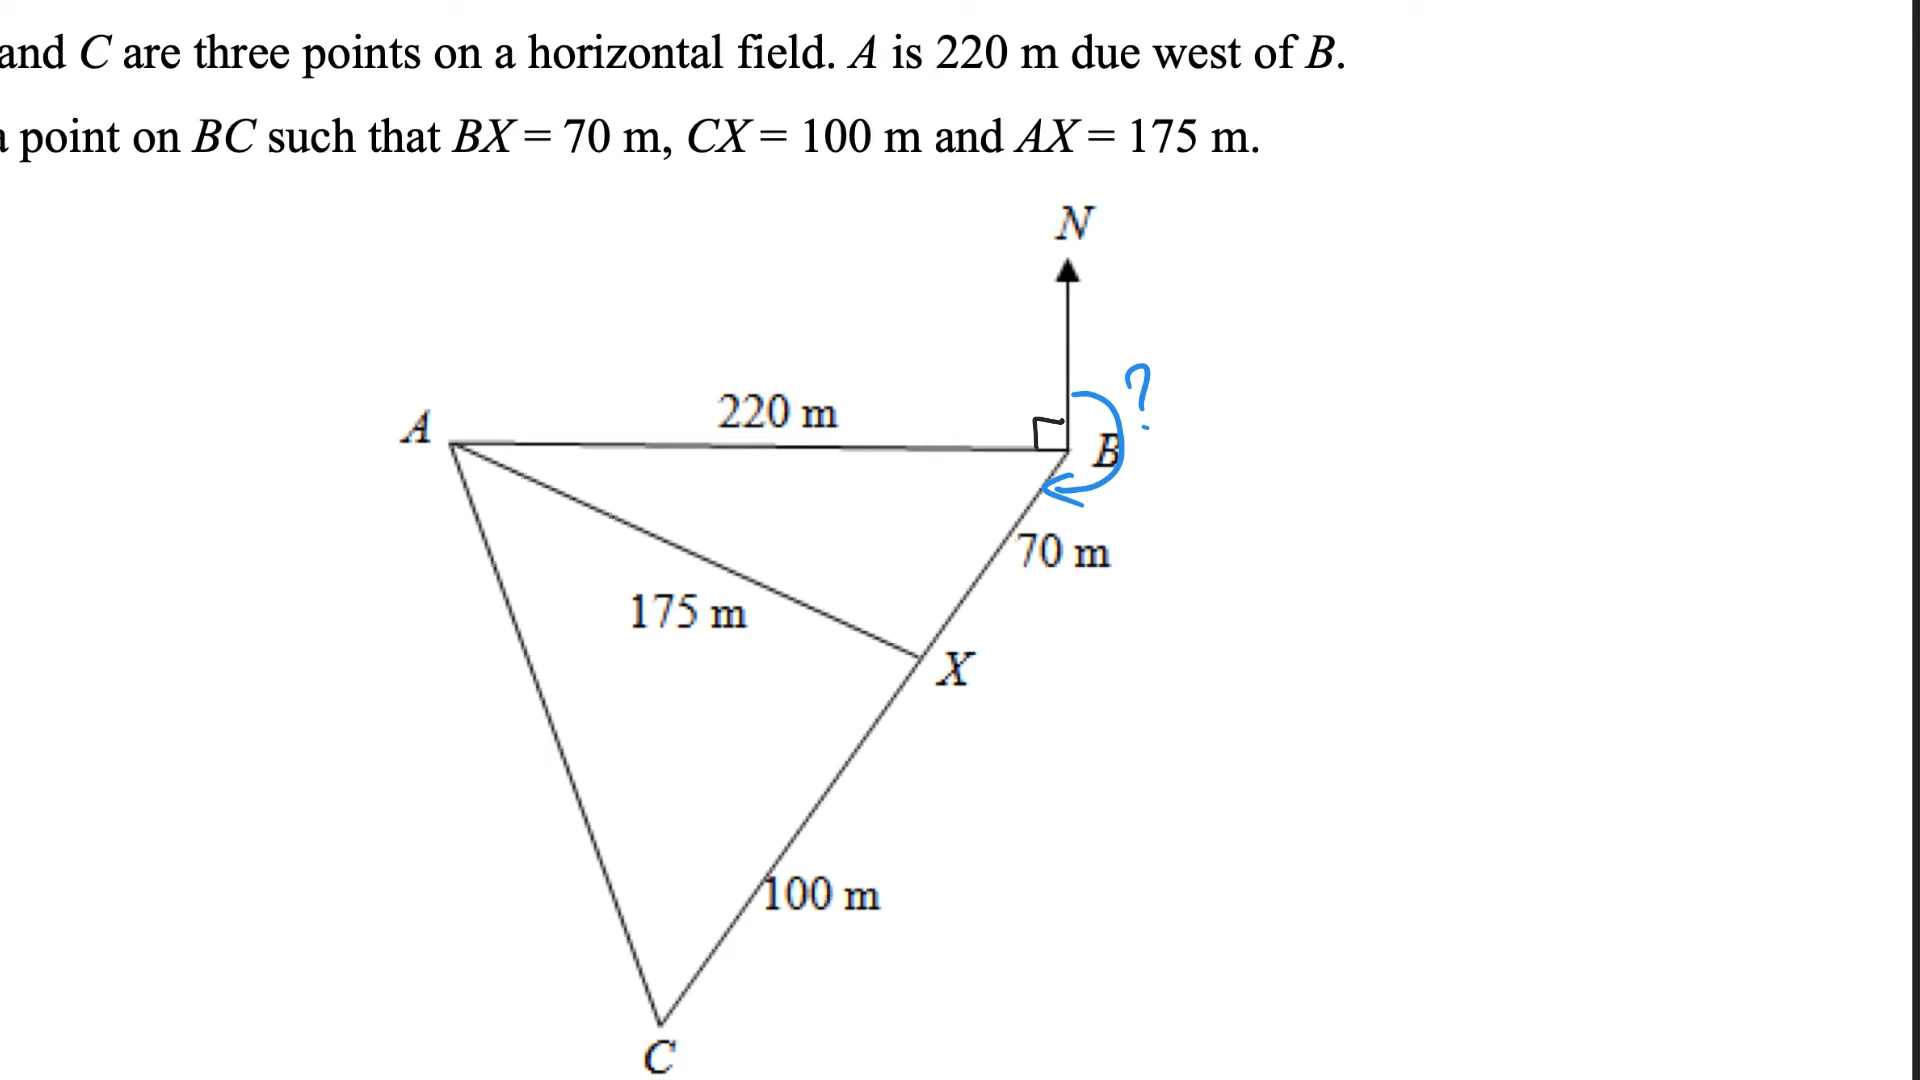 and C are three points on a horizontal field. A is 220 m due west of B.
a point on BC such that BX = 70 m, CX = 100 m and AX = 175 m.
N
?
220 m
A
B
70 m
175 m
X
100 m
C